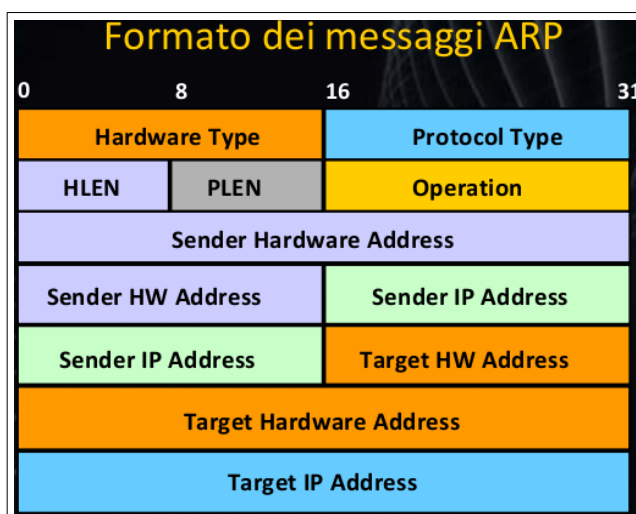 Formato dei messaggi ARP
0 8 16 31
Hardware Type Protocol Type
HLEN PLEN Operation
Sender Hardware Address
Sender HW Address Sender IP Address
Sender IP Address Target HW Address
Target Hardware Address
Target IP Address